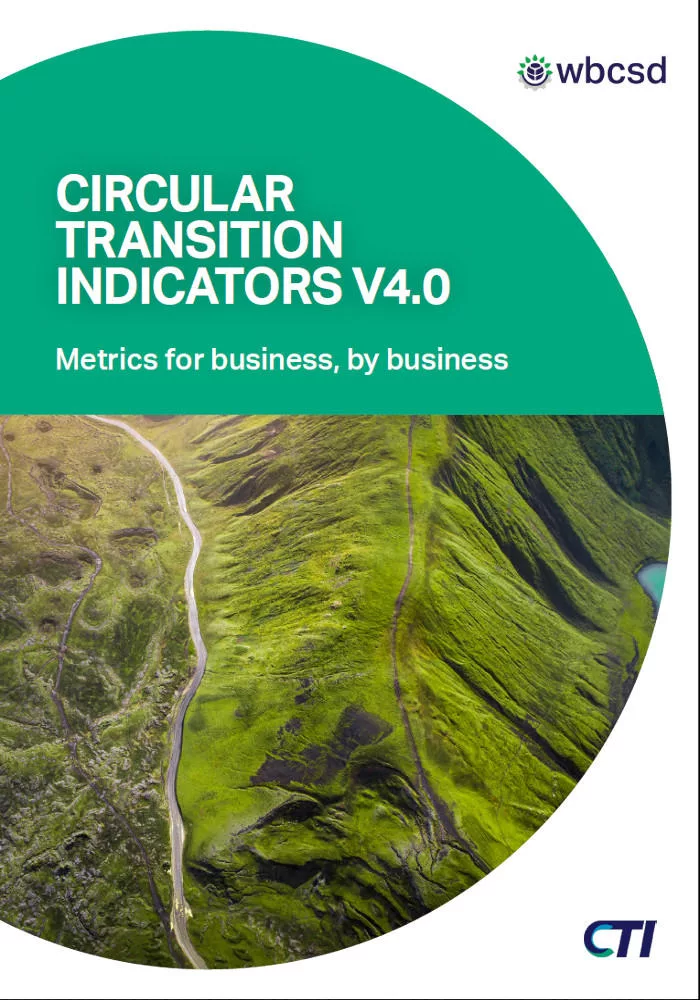 wbcsd
CIRCULAR
TRANSITION
INDICATORS V4.0
Metrics for business, by business
CTI